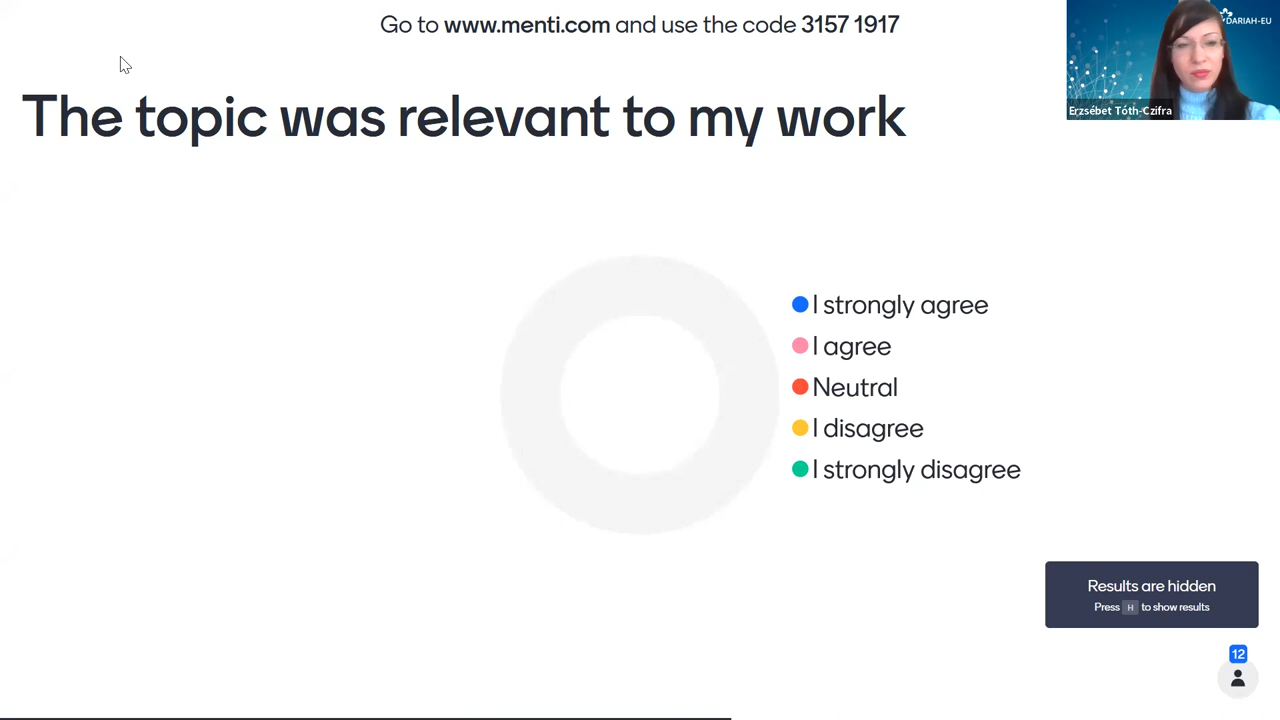 Go to www.menti.com and use the code 3157 1917
DARIAH-EU
Erzsébet Tóth-Czifra
The topic was relevant to my work
I strongly agree
I agree
Neutral
I disagree
I strongly disagree
Results are hidden
Press H to show results
12